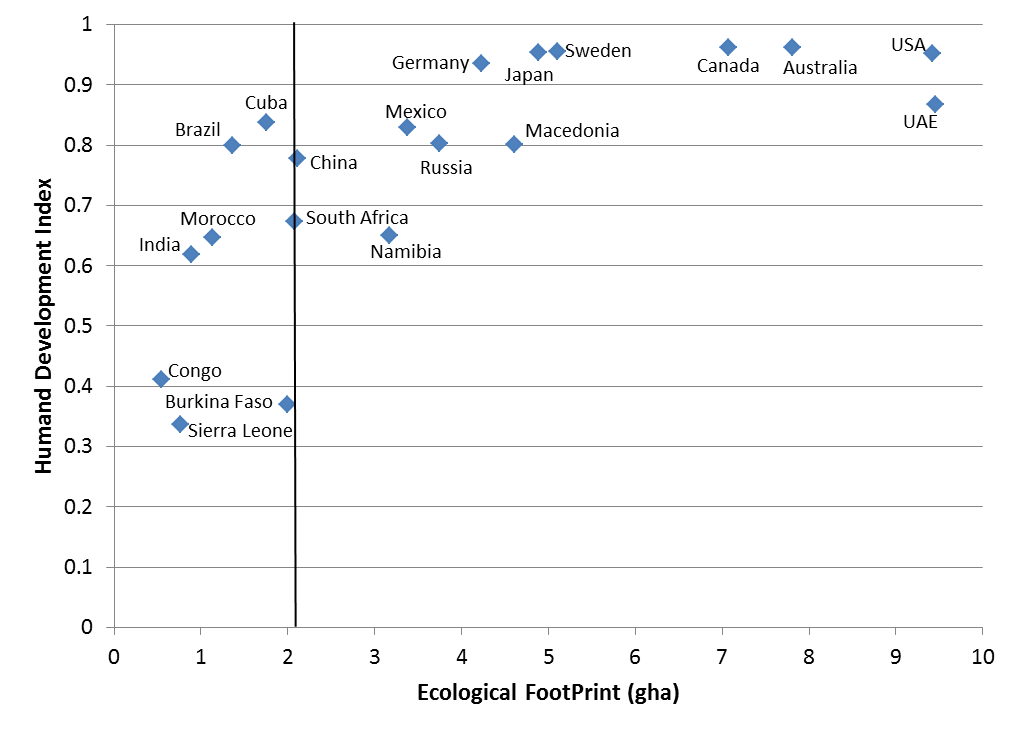 1
0.9
0.8
0.7
0.6
0.5
0.4
0.3
0.2
0.1
0
Humand Development Index
USA
Sweden
Germany
Canada
Australia
Japan
Cuba
Mexico
UAE
Brazil
Macedonia
China
Russia
Morocco
South Africa
India
Namibia
Congo
Burkina Faso
Sierra Leone
0 1 2 3 4 5 6 7 8 9 10
Ecological FootPrint (gha)